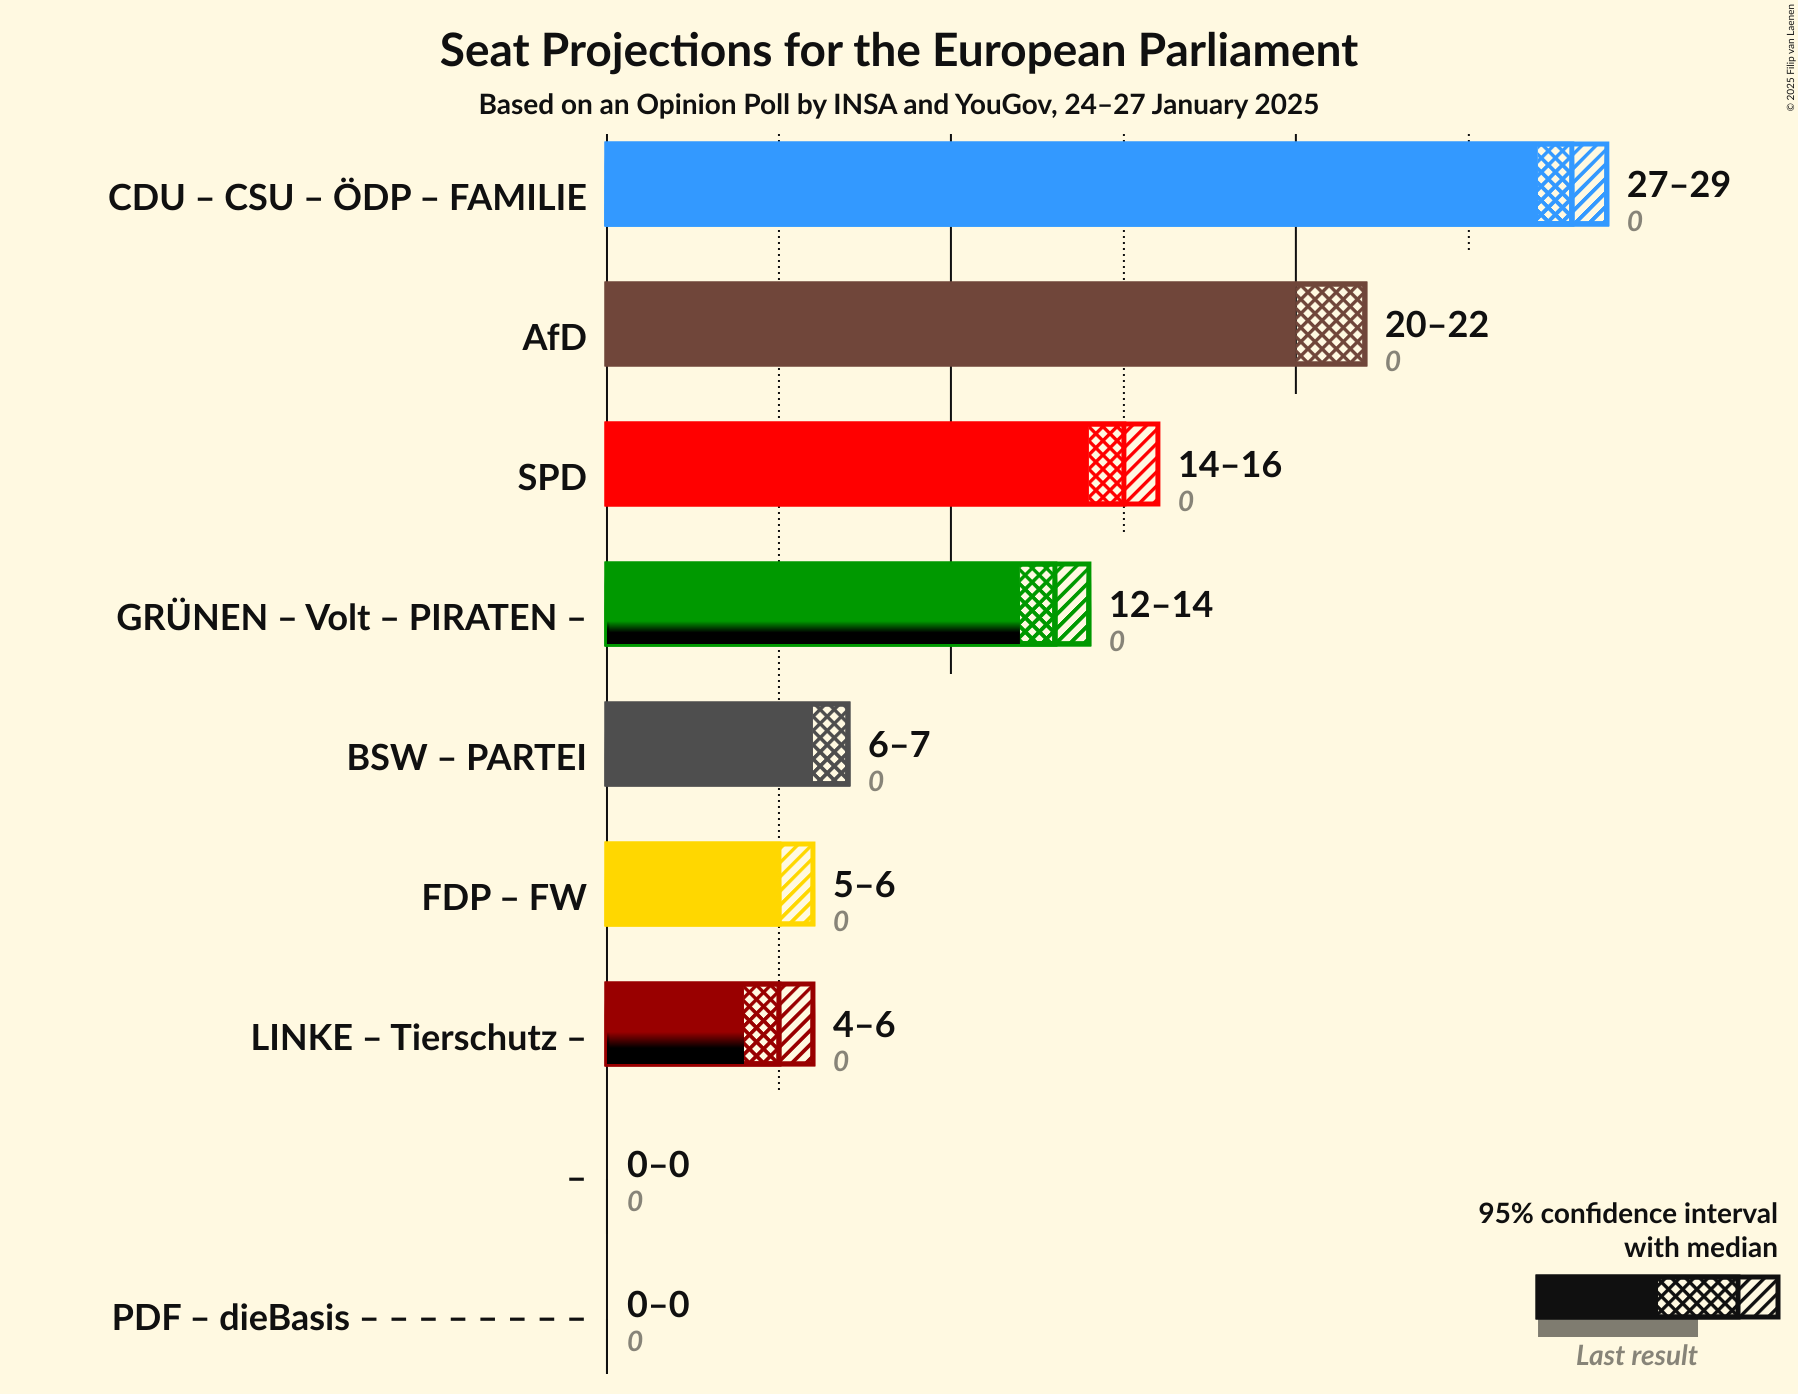 Seat Projections for the European Parliament
Based on an Opinion Poll by INSA and YouGov, 24–27 January 2025
© 2025 Filip van Laenen
CDU – CSU – ÖDP – FAMILIE
27–29
0
AfD
20–22
0
SPD
14–16
0
GRÜNEN – Volt – PIRATEN –
12–14
0
BSW – PARTEI
6–7
0
FDP – FW
5–6
0
LINKE – Tierschutz –
4–6
0
–
0–0
0
PDF – dieBasis – – – – – – – –
0–0
0
95% confidence interval
with median
Last result